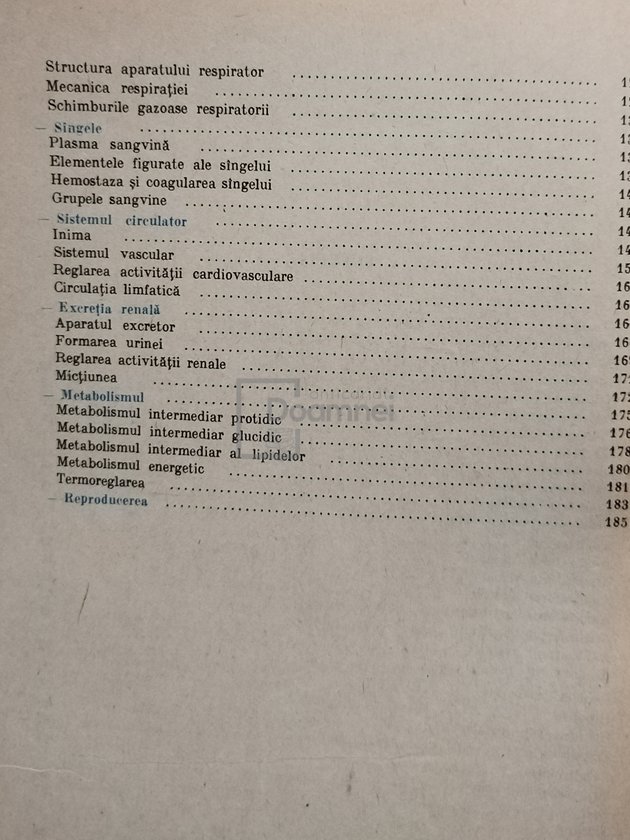 Structura aparatului respirator
Mecanica respirației
Schimburile gazoase respiratorii
— Sîngele
Plasma sangvină
Elementele figurate ale sîngelui
Hemostaza și coagularea sîngelui
Grupele sangvine
— Sistemul circulator
Inima
Sistemul vascular
Reglarea activității cardiovasculare
Circulația limfatică
— Excreția renală
Aparatul excretor
Formarea urinei
Reglarea activității renale
Micțiunea
— Metabolismul
Metabolismul intermediar protidic 175
Metabolismul intermediar glucidic 176
Metabolismul intermediar al lipidelor 178
Metabolismul energetic 180
Termoreglarea 181
— Reproducerea 183
185
anticariat
Doamnei